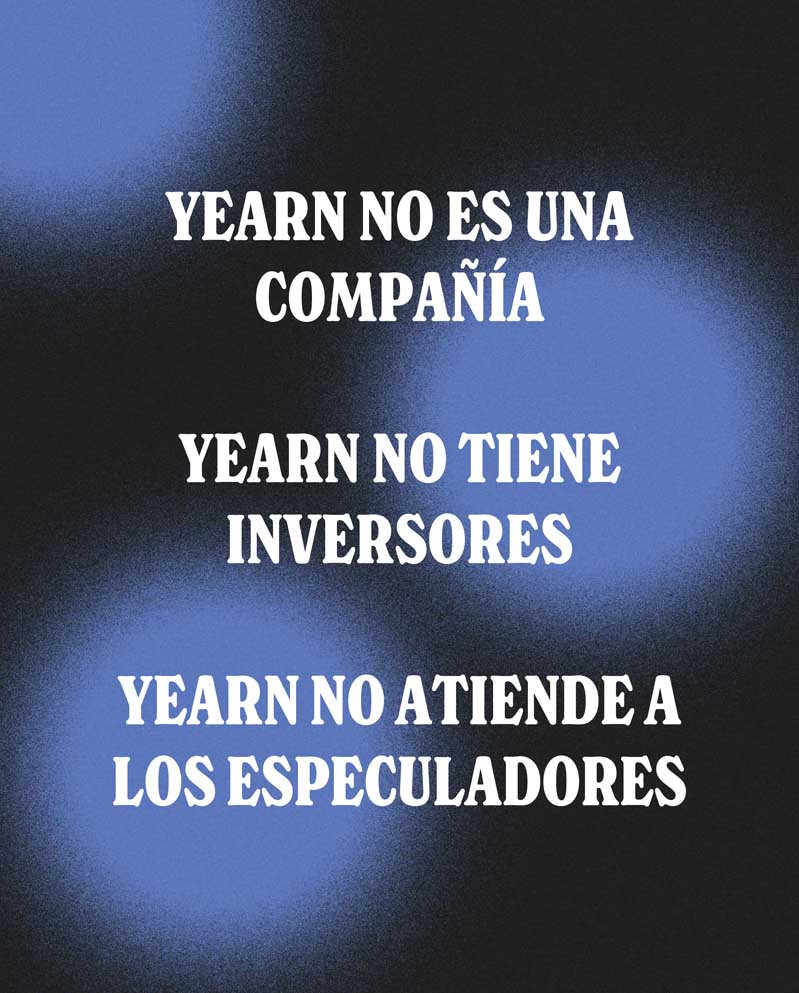 YEARN NO ES UNA
COMPAÑÍA
YEARN NO TIENE
INVERSORES
YEARN NO ATIENDE A
LOS ESPECULADORES